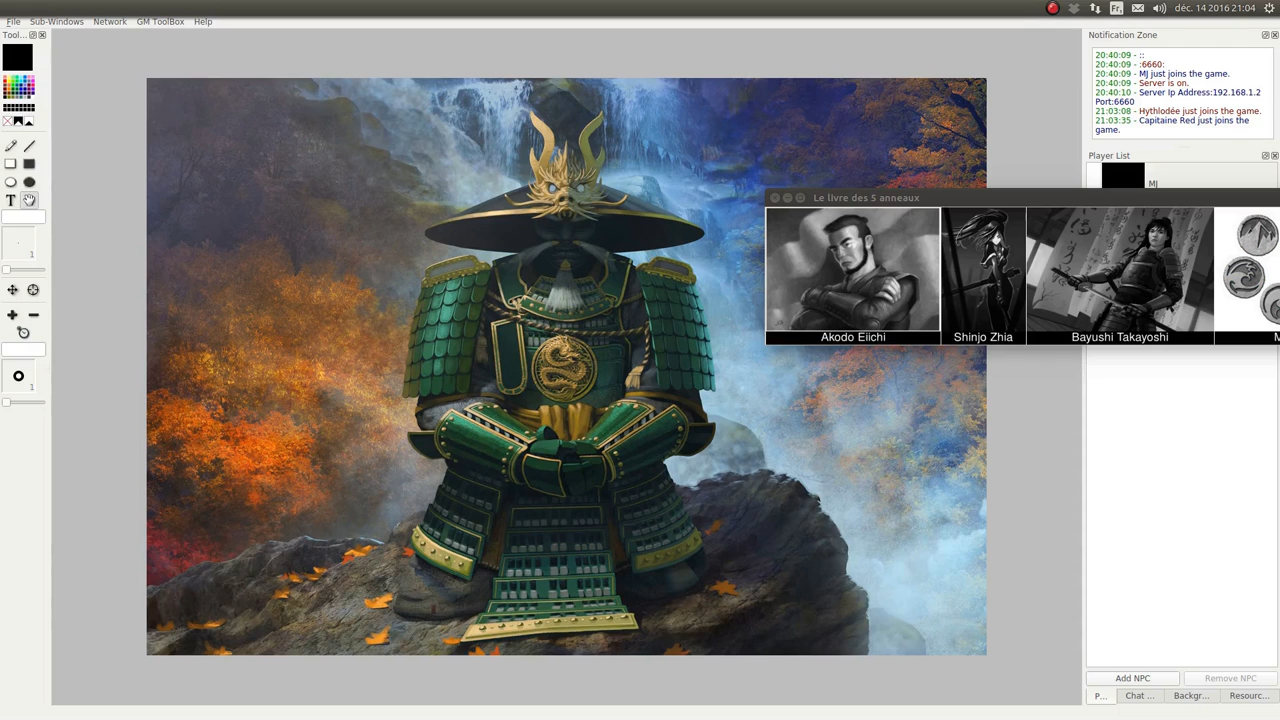 Fr₁
déc. 14 2016 21:04
File Sub-Windows Network GM ToolBox Help
Tool...
Notification Zone
20:40:09 - ::
20:40:09 - :6660:
20:40:09 - MJ just joins the game.
20:40:09 - Server is on.
20:40:10 - Server Ip Address:192.168.1.2
Port:6660
21:03:08 - Hythlodée just joins the game.
21:03:35 - Capitaine Red just joins the
game.
Player List
MJ
Le livre des 5 anneaux
Akodo Eiichi
Shinjo Zhia
Bayushi Takayoshi
M
T
1
1
Add NPC
Remove NPC
P...
Chat ...
Backgr...
Resourc...